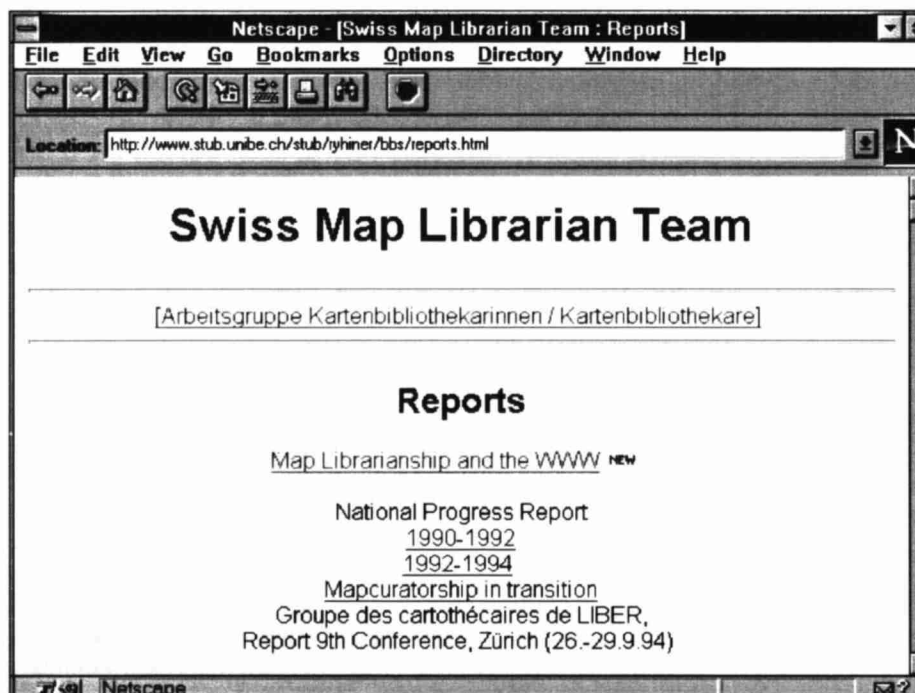 Netscape - [Swiss Map Librarian Team : Reports]
File Edit View Go Bookmarks Options Directory Window Help
Location: http://www.stub.unibe.ch/stub/ryhiner/bbs/reports.html
N
Swiss Map Librarian Team
[Arbeitsgruppe Kartenbibliothekarinnen / Kartenbibliothekare]
Reports
Map Librarianship and the WWW NEW
National Progress Report
1990-1992
1992-1994
Mapcuratorship in transition
Groupe des cartothécaires de LIBER,
Report 9th Conference, Zürich (26.-29.9.94)
Netscape